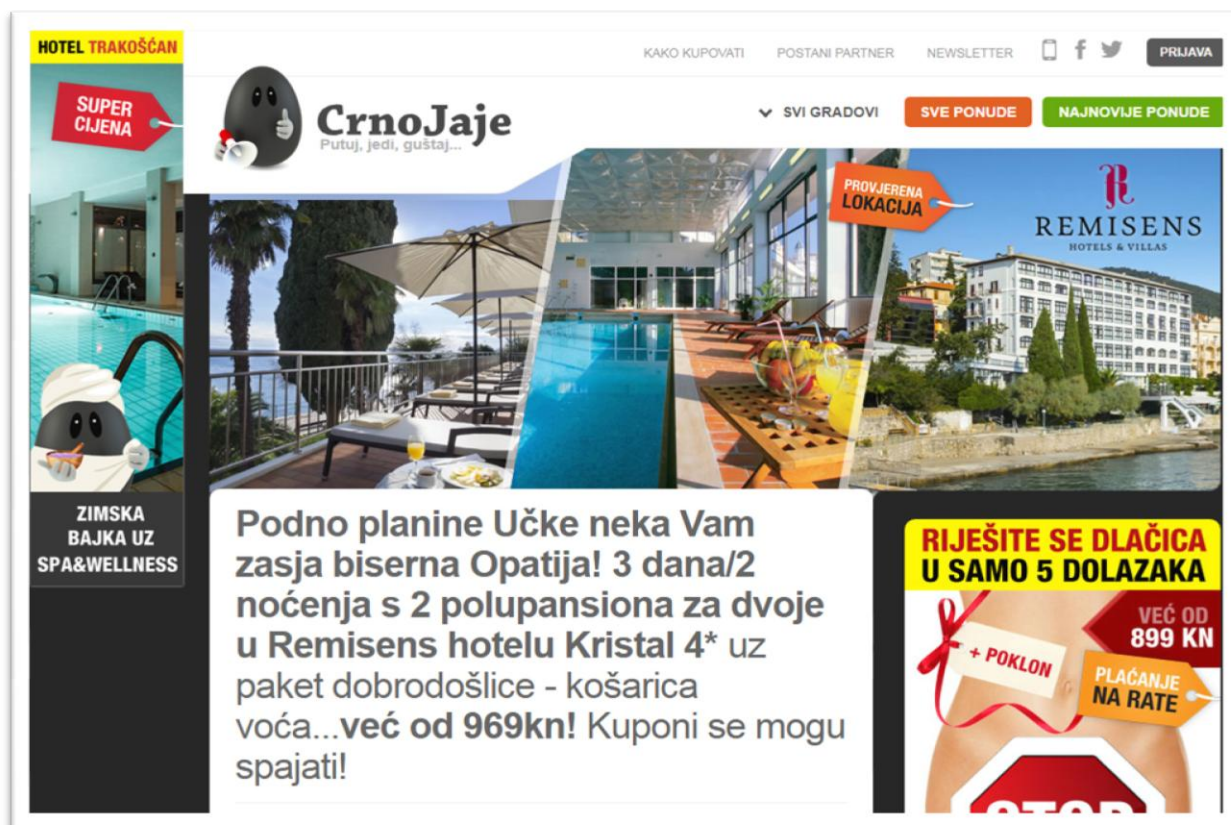 HOTEL TRAKOŠĆAN
SUPER
CIJENA
ZIMSKA
BAJKA UZ
SPA&WELLNESS
KAKO KUPOVATI
POSTANI PARTNER
NEWSLETTER
PRIJAVA
CrnoJaje
Putuj, jedi, guštaj...
SVI GRADOVI
SVE PONUDE
NAJNOVIJE PONUDE
PROVJERENA
LOKACIJA
REMISENS
HOTELS & VILLAS
Podno planine Učke neka Vam
zasja biserna Opatija! 3 dana/2
noćenja s 2 polupansiona za dvoje
u Remisens hotelu Kristal 4* uz
paket dobrodošlice - košarica
voća...već od 969kn! Kuponi se mogu
spajati!
RIJEŠITE SE DLAČICA
U SAMO 5 DOLAZAKA
VEĆ OD
899 KN
+ POKLON
PLAĆANJE
NA RATE
STOP